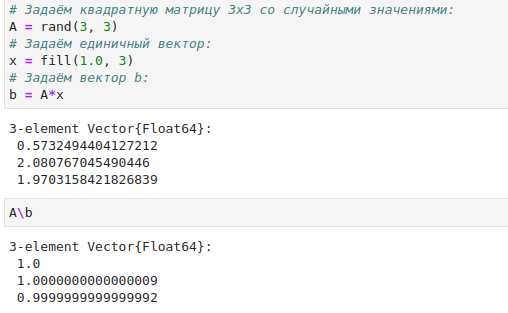 # Задаём квадратную матрицу 3x3 со случайными значениями:
A = rand(3, 3)
# Задаём единичный вектор:
x = fill(1.0, 3)
# Задаём вектор b:
b = A*x
3-element Vector{Float64}:
0.5732494404127212
2.080767045490446
1.9703158421826839
A\b
3-element Vector{Float64}:
1.0
1.0000000000000009
0.9999999999999992